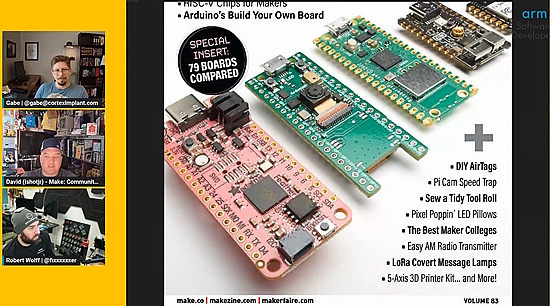 • RISC-V Chips for Makers
• Arduino's Build Your Own Board
SPECIAL
INSERT:
79 BOARDS
COMPARED
arm
Software
Develope
Gabe | @gabe@corteximplant.com
David (ishotjr) - Make: Communit...
Robert Wolff | @fixxxxxxer
• DIY AirTags
• Pi Cam Speed Trap
• Sew a Tidy Tool Roll
• Pixel Poppin' LED Pillows
• The Best Maker Colleges
• Easy AM Radio Transmitter
• LoRa Covert Message Lamps
• 5-Axis 3D Printer Kit... and More!
make.co | makezine.com | makerfaire.com
VOLUME 83